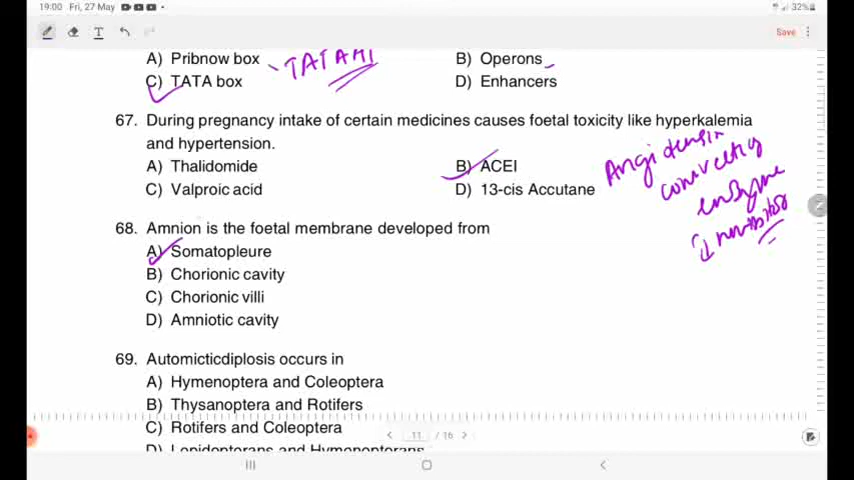 19:00 Fri, 27 May
32%
Save
A) Pribnow box
B) Operons
C) TATA box
D) Enhancers
67. During pregnancy intake of certain medicines causes foetal toxicity like hyperkalemia
and hypertension.
A) Thalidomide
B) ACEI
C) Valproic acid
D) 13-cis Accutane
Angiotensin
enzyme
68. Amnion is the foetal membrane developed from
A) Somatopleure
B) Chorionic cavity
C) Chorionic villi
D) Amniotic cavity
69. Automicticdiplosis occurs in
A) Hymenoptera and Coleoptera
B) Thysanoptera and Rotifers
C) Rotifers and Coleoptera
D) Lepidopterans and Hymenopterans
11 / 16